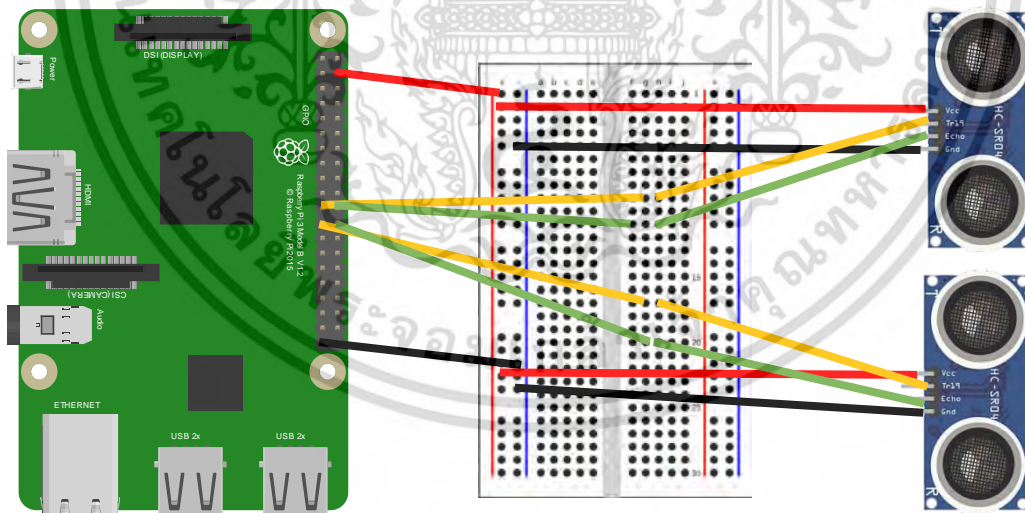 DSI (DISPLAY)
Power
GPIO
HDMI
Raspberry Pi 3 Model B V1.2
© Raspberry Pi 2015
CSI (CAMERA)
Audio
ETHERNET
USB 2x
USB 2x
a b c d e
f g h i j
1
15
20
25
30
T
Vcc
Trig
Echo
Gnd
HC-SR04
R
T
Vcc
Trig
Echo
Gnd
HC-SR04
R